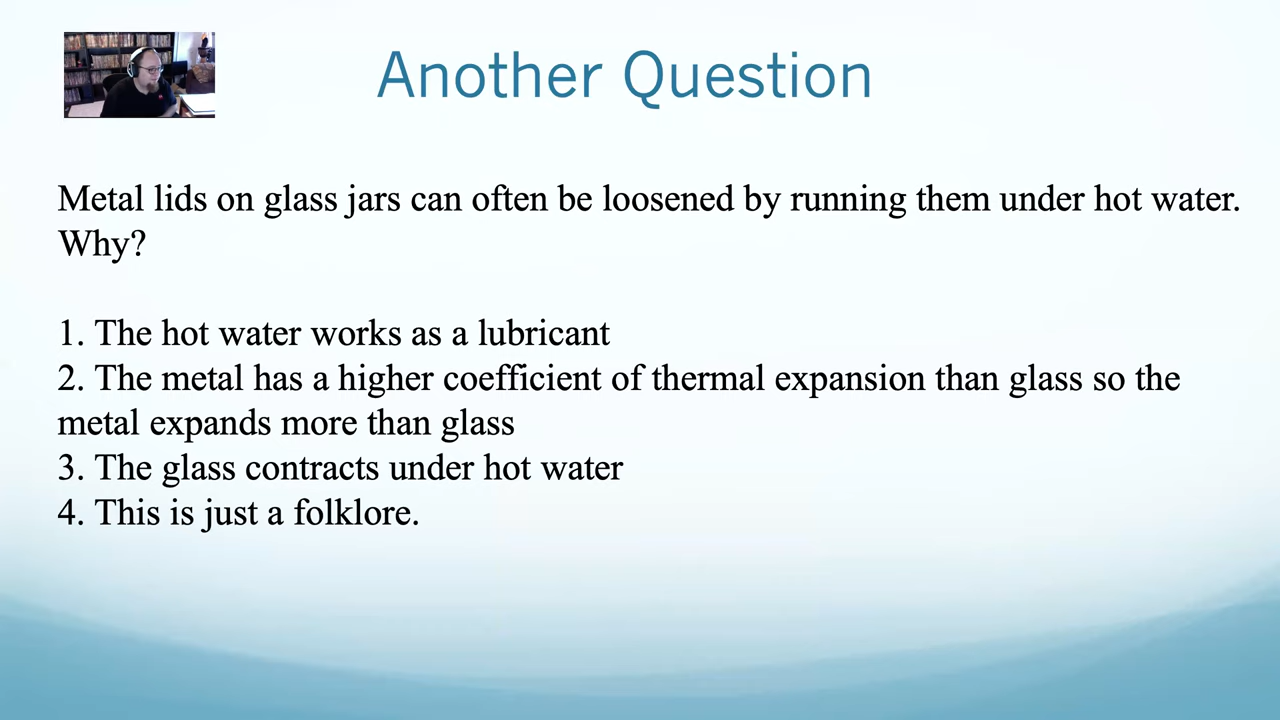 Another Question
Metal lids on glass jars can often be loosened by running them under hot water.
Why?
1. The hot water works as a lubricant
2. The metal has a higher coefficient of thermal expansion than glass so the
metal expands more than glass
3. The glass contracts under hot water
4. This is just a folklore.